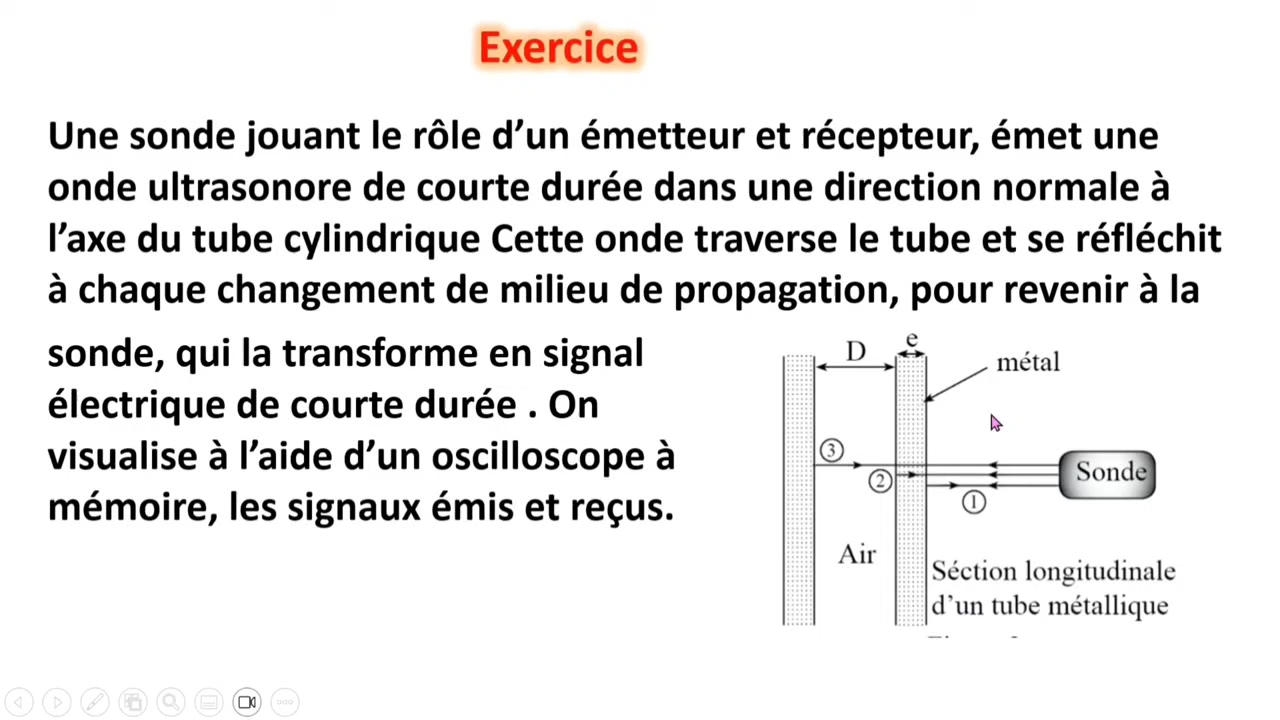 Exercice
Une sonde jouant le rôle d’un émetteur et récepteur, émet une
onde ultrasonore de courte durée dans une direction normale à
l’axe du tube cylindrique Cette onde traverse le tube et se réfléchit
à chaque changement de milieu de propagation, pour revenir à la
sonde, qui la transforme en signal
électrique de courte durée . On
visualise à l’aide d’un oscilloscope à
mémoire, les signaux émis et reçus.
D
e
métal
③
②
①
Sonde
Air
Séction longitudinale
d’un tube métallique